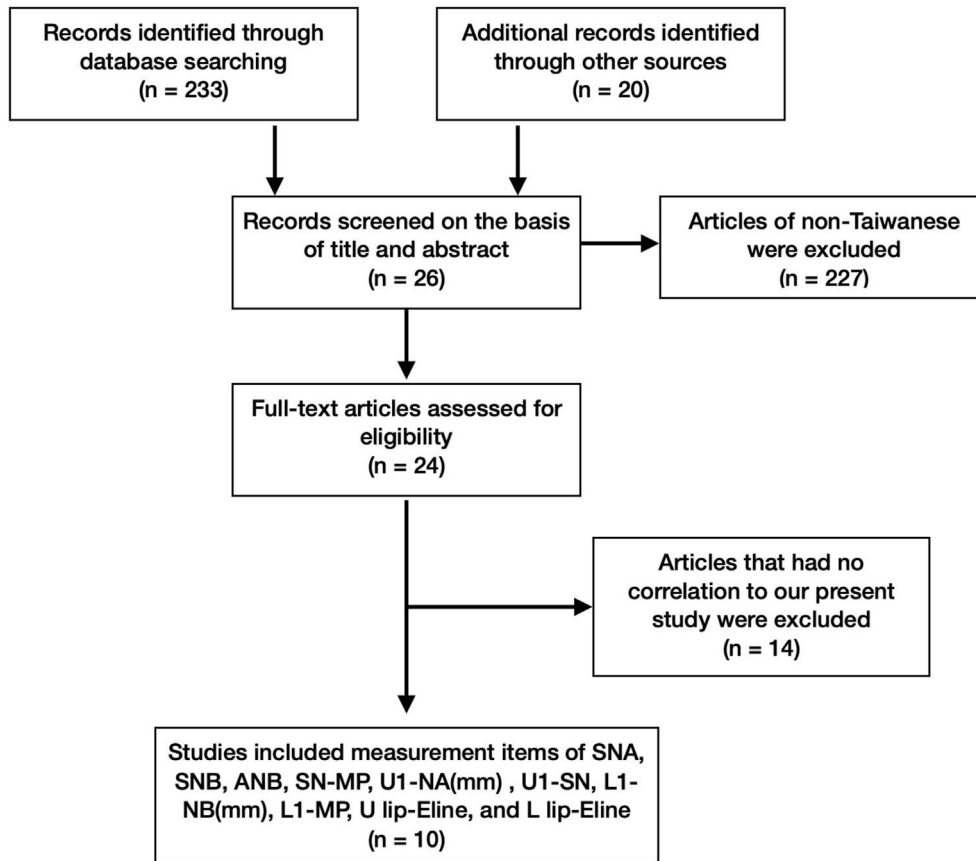 Records identified through
database searching
(n = 233)
Additional records identified
through other sources
(n = 20)
Records screened on the basis
of title and abstract
(n = 26)
Articles of non-Taiwanese
were excluded
(n = 227)
Full-text articles assessed for
eligibility
(n = 24)
Articles that had no
correlation to our present
study were excluded
(n = 14)
Studies included measurement items of SNA,
SNB, ANB, SN-MP, U1-NA(mm) , U1-SN, L1-
NB(mm), L1-MP, U lip-Eline, and L lip-Eline
(n = 10)